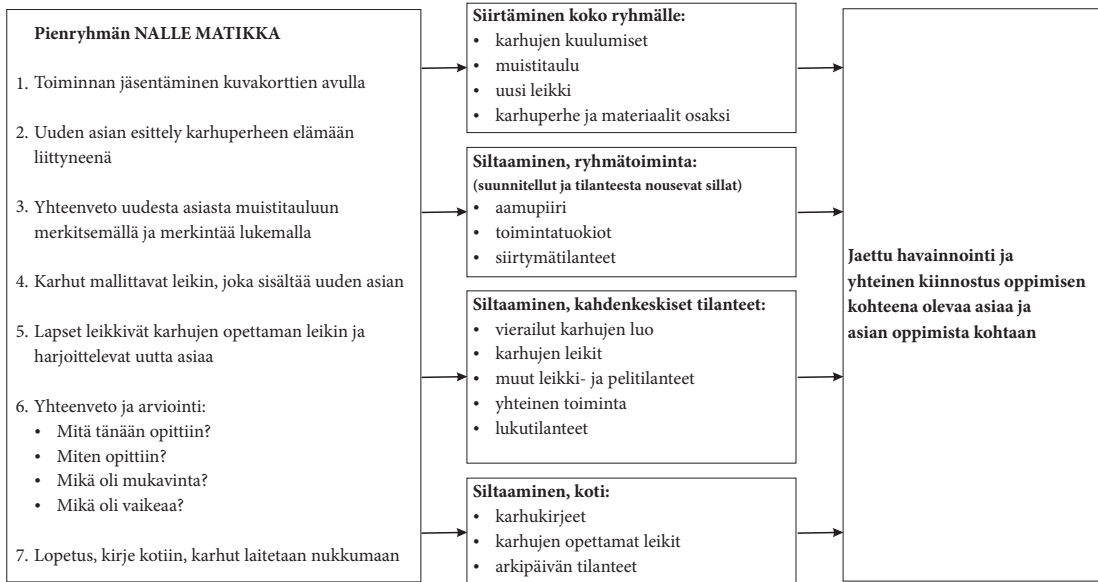 Pienryhmän NALLE MATIKKA
1. Toiminnan jäsentäminen kuvakorttien avulla
2. Uuden asian esittely karhuperheen elämään
liittyneenä
3. Yhteenveto uudesta asiasta muistitauluun
merkitsemällä ja merkintää lukemalla
4. Karhut mallittavat leikin, joka sisältää uuden asian
5. Lapset leikkivät karhujen opettaman leikin ja
harjoittelevat uutta asiaa
6. Yhteenveto ja arviointi:
• Mitä tänään opittiin?
• Miten opittiin?
• Mikä oli mukavinta?
• Mikä oli vaikeaa?
7. Lopetus, kirje kotiin, karhut laitetaan nukkumaan
Siirtäminen koko ryhmälle:
• karhujen kuulumiset
• muistitaulu
• uusi leikki
• karhuperhe ja materiaalit osaksi
Siltaaminen, ryhmätoiminta:
(suunnitellut ja tilanteesta nousevat sillat)
• aamupiiri
• toimintatuokiot
• siirtymätilanteet
Siltaaminen, kahdenkeskiset tilanteet:
• vierailut karhujen luo
• karhujen leikit
• muut leikki- ja pelitilanteet
• yhteinen toiminta
• lukutilanteet
Siltaaminen, koti:
• karhukirjeet
• karhujen opettamat leikit
• arkipäivän tilanteet
Jaettu havainnointi ja
yhteinen kiinnostus oppimisen
kohteena olevaa asiaa ja
asian oppimista kohtaan